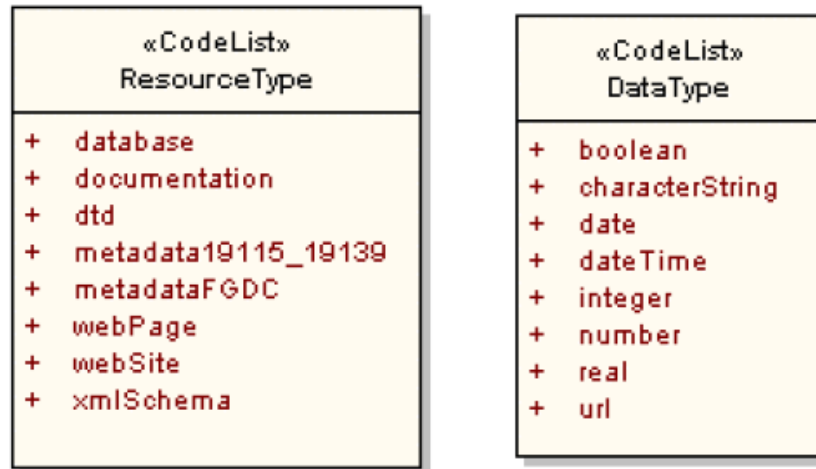 «CodeList»
ResourceType
+ database
+ documentation
+ dtd
+ metadata19115_19139
+ metadataFGDC
+ webPage
+ webSite
+ xmlSchema
«CodeList»
DataType
+ boolean
+ characterString
+ date
+ dateTime
+ integer
+ number
+ real
+ url